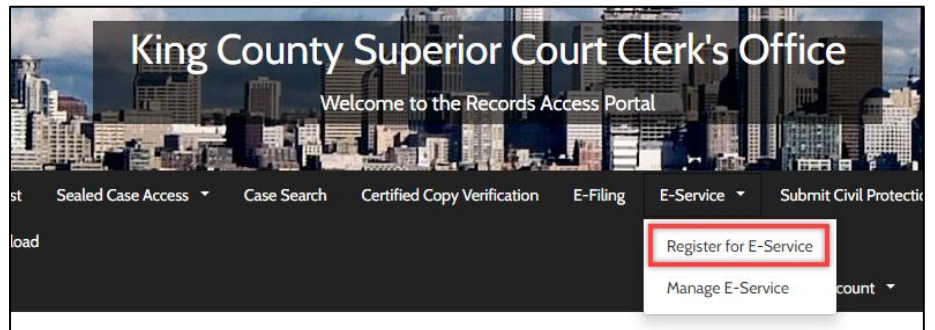 King County Superior Court Clerk's Office
Welcome to the Records Access Portal
st Sealed Case Access Case Search Certified Copy Verification E-Filing E-Service Submit Civil Protectio
load
Register for E-Service
Manage E-Service
count